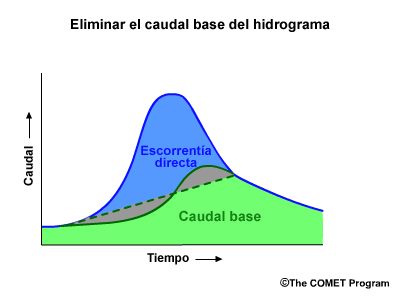 Eliminar el caudal base del hidrograma
Caudal
Escorrentía
directa
Caudal base
Tiempo
©The COMET Program